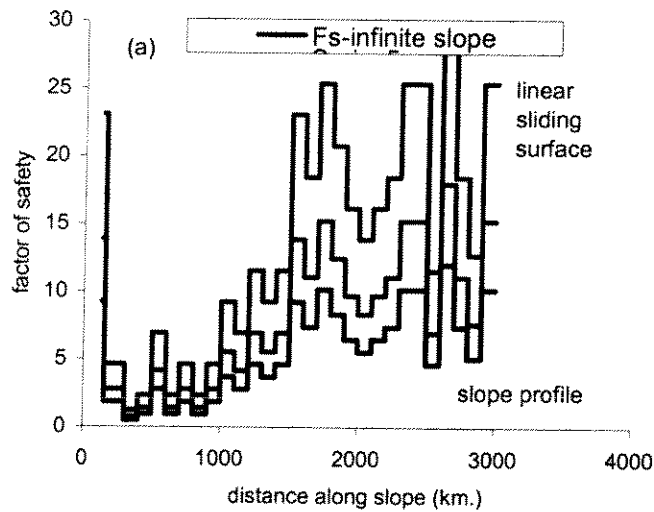 30
(a)
Fs-infinite slope
25
linear
sliding
surface
20
factor of safety
15
10
5
slope profile
0
0
1000
2000
3000
4000
distance along slope (km.)